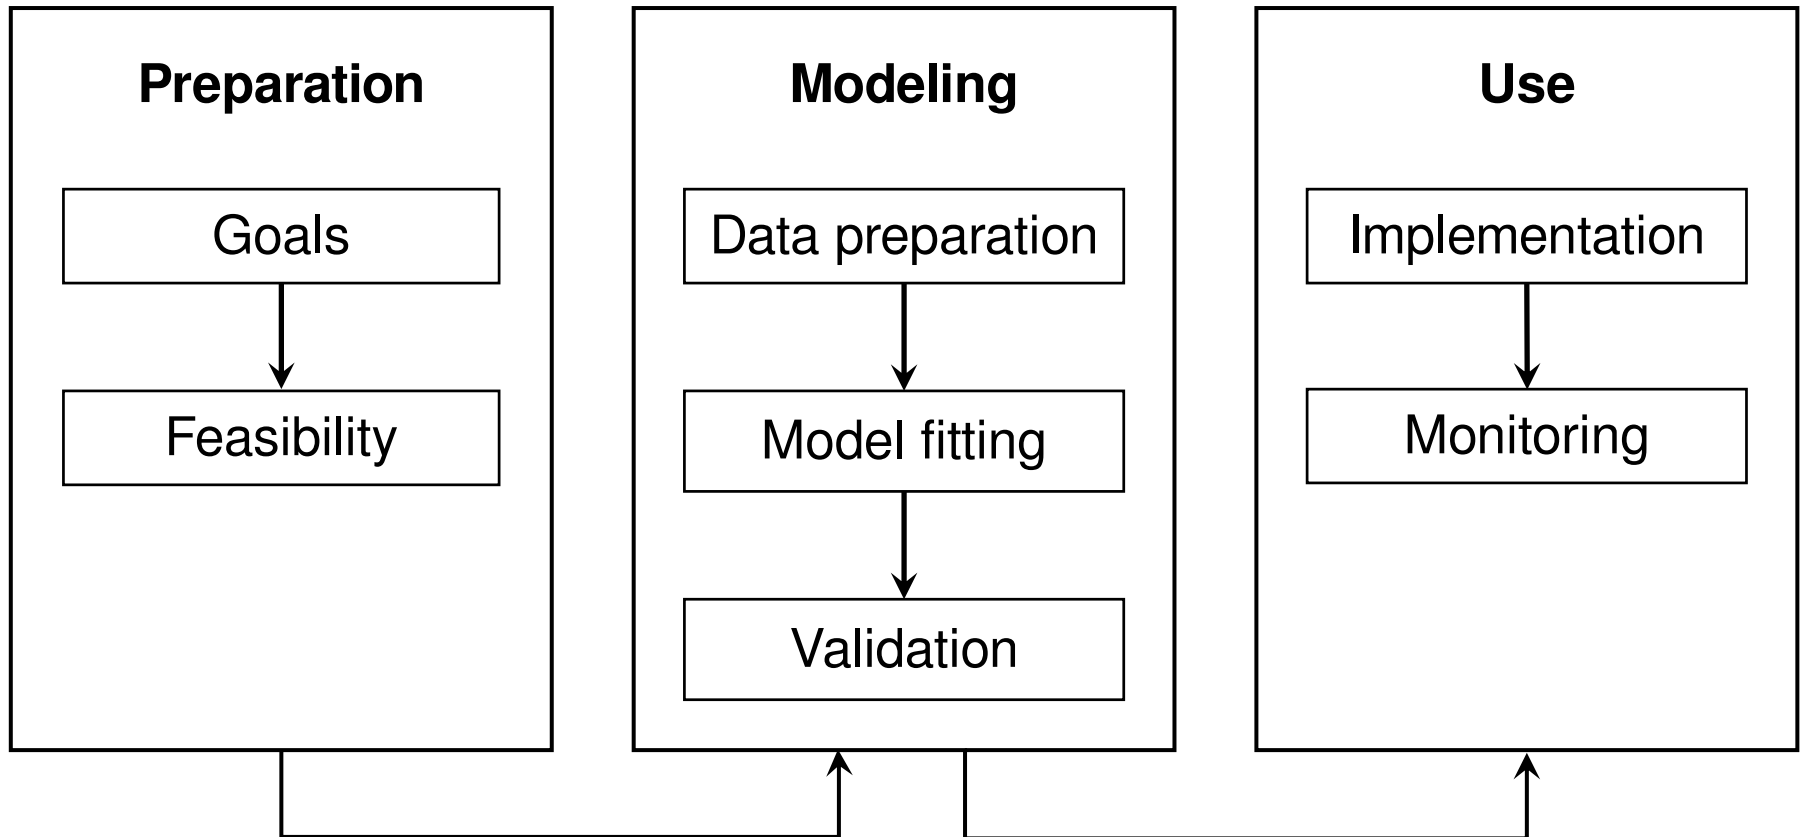 Preparation
Goals
Feasibility
Modeling
Data preparation
Model fitting
Validation
Use
Implementation
Monitoring